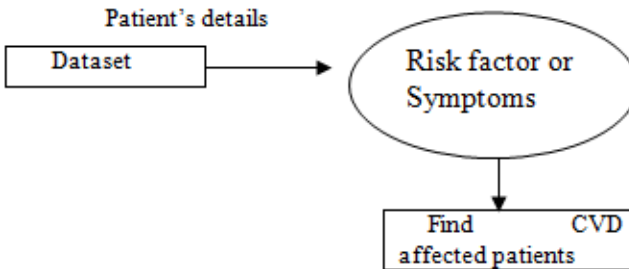 Patient’s details
Dataset
Risk factor or
Symptoms
Find CVD
affected patients